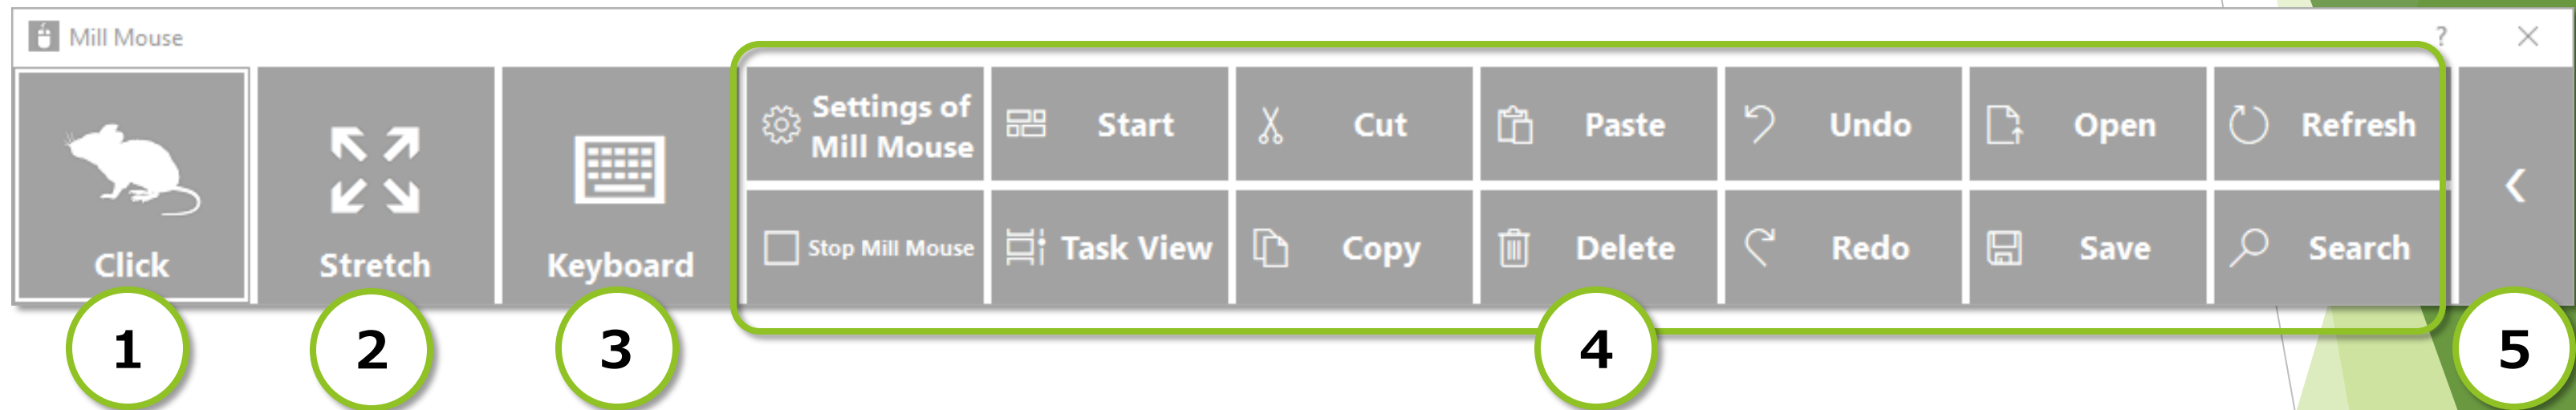 Mill Mouse
?
Click
Stretch
Keyboard
Settings of
Mill Mouse
Start
Cut
Paste
Undo
Open
Refresh
Stop Mill Mouse
Task View
Copy
Delete
Redo
Save
Search
1
2
3
4
5